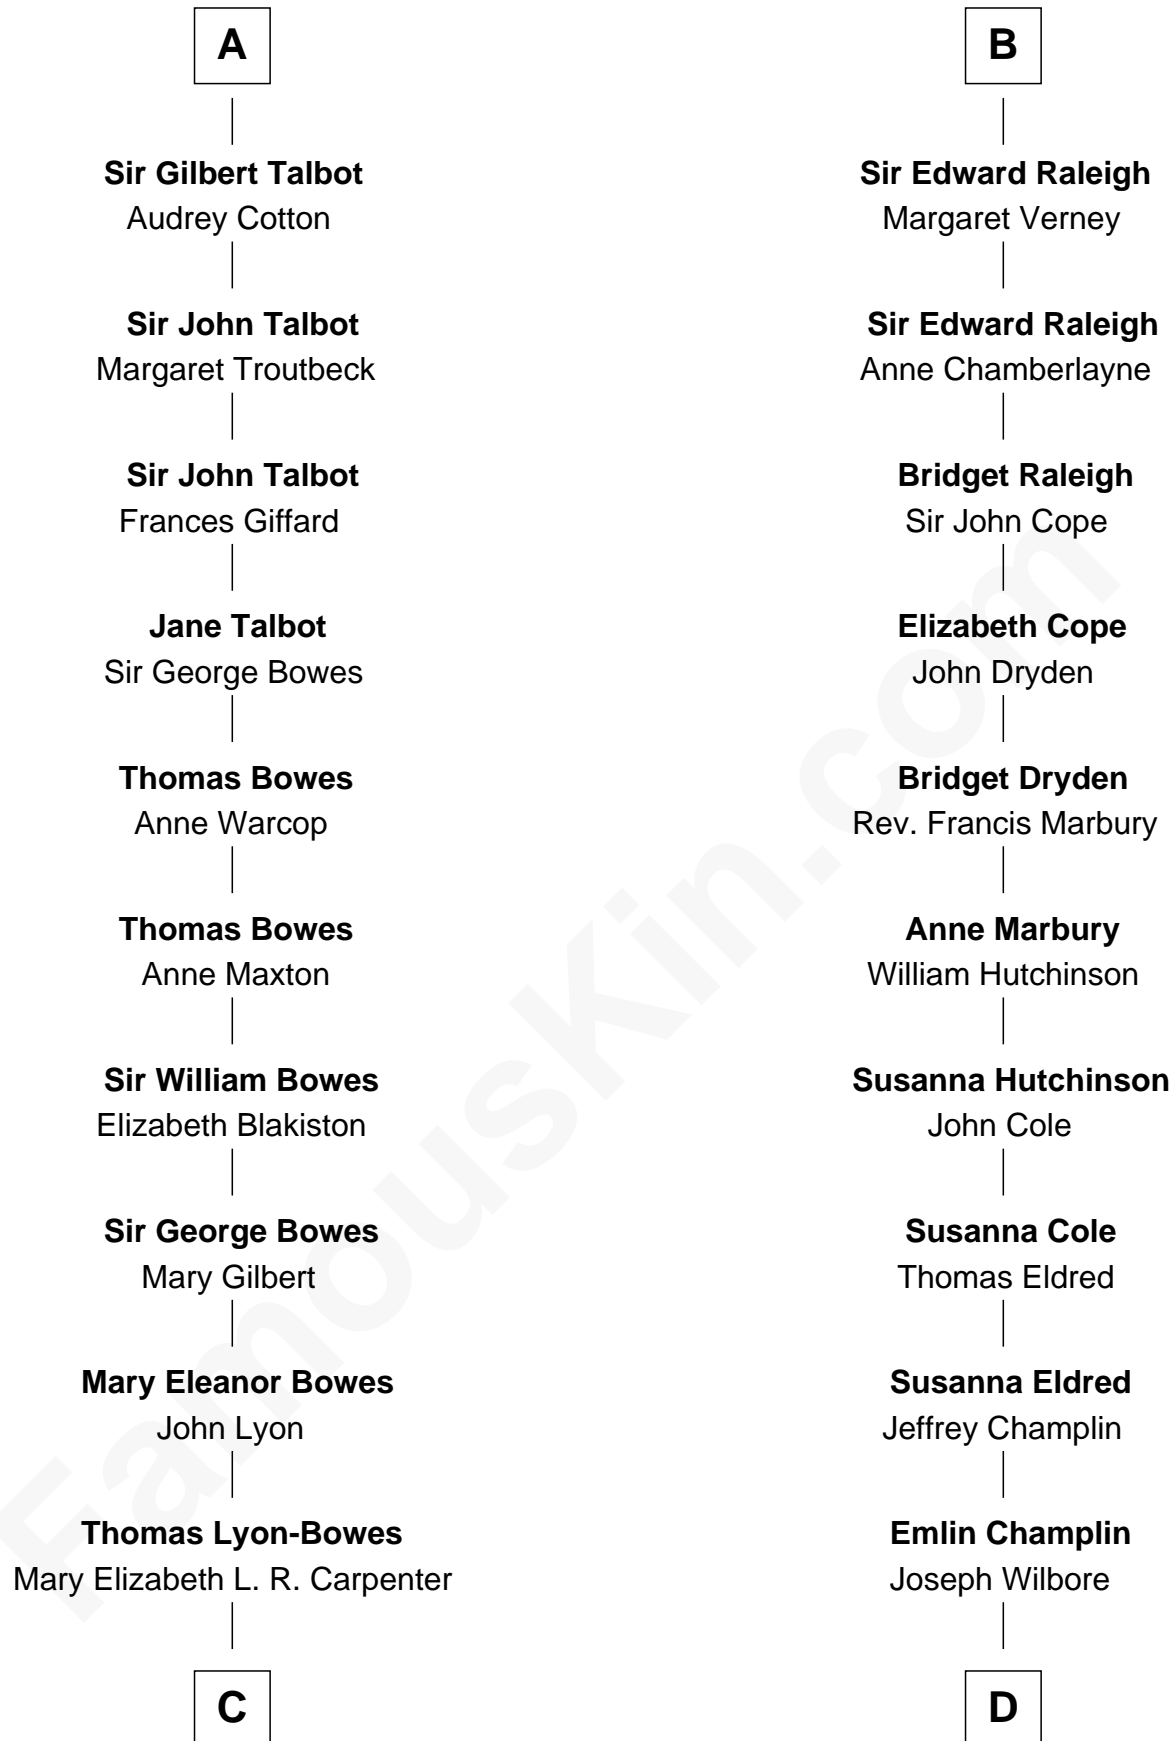 A
Sir Gilbert Talbot
Audrey Cotton
Sir John Talbot
Margaret Troutbeck
Sir John Talbot
Frances Giffard
Jane Talbot
Sir George Bowes
Thomas Bowes
Anne Warcop
Thomas Bowes
Anne Maxton
Sir William Bowes
Elizabeth Blakiston
Sir George Bowes
Mary Gilbert
Mary Eleanor Bowes
John Lyon
Thomas Lyon-Bowes
Mary Elizabeth L. R. Carpenter
C
B
Sir Edward Raleigh
Margaret Verney
Sir Edward Raleigh
Anne Chamberlayne
Bridget Raleigh
Sir John Cope
Elizabeth Cope
John Dryden
Bridget Dryden
Rev. Francis Marbury
Anne Marbury
William Hutchinson
Susanna Hutchinson
John Cole
Susanna Cole
Thomas Eldred
Susanna Eldred
Jeffrey Champlin
Emlin Champlin
Joseph Wilbore
D
FamousKin.com